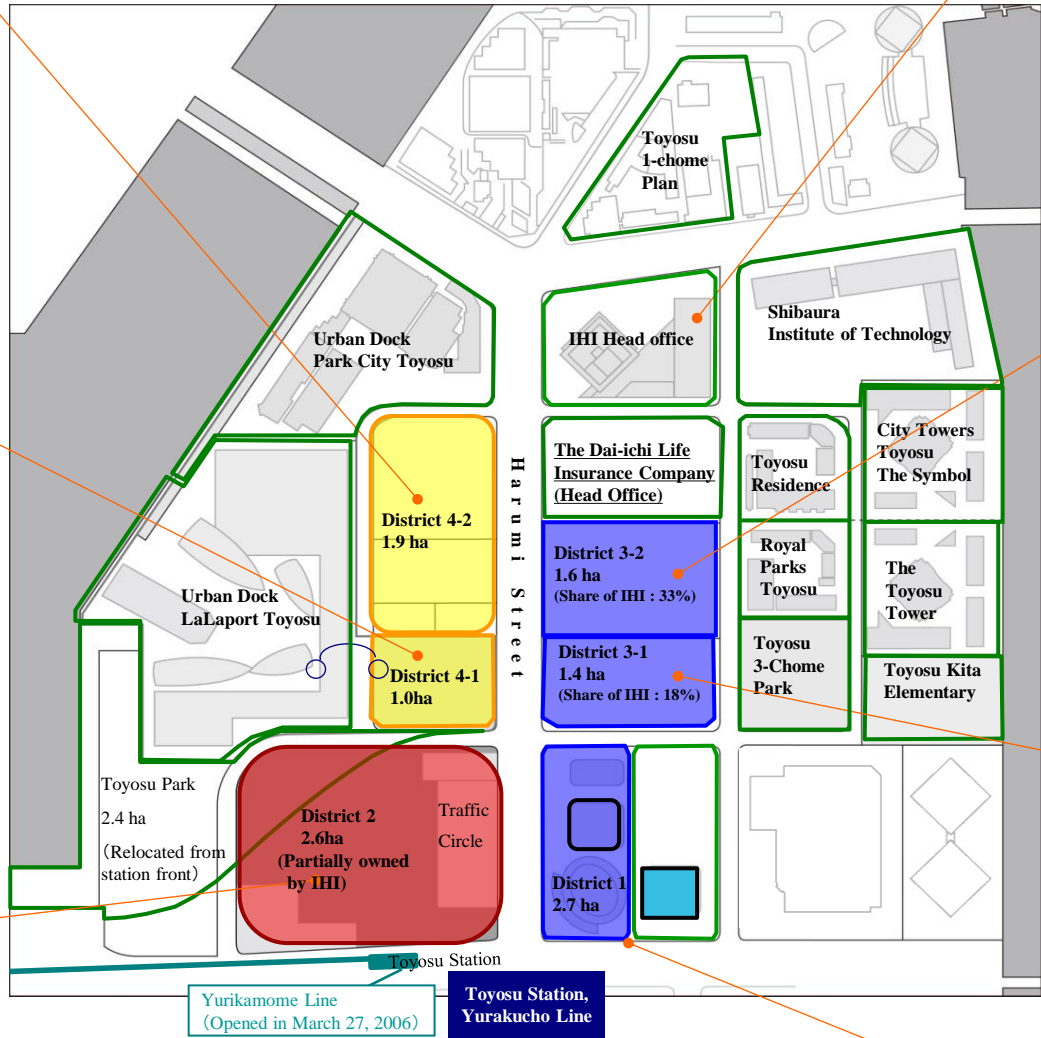 Toyosu
1-chome
Plan
Urban Dock
Park City Toyosu
IHI Head office
Shibaura
Institute of Technology
District 4-2
1.9 ha
Harumi Street
The Dai-ichi Life
Insurance Company
(Head Office)
Toyosu
Residence
City Towers
Toyosu
The Symbol
District 3-2
1.6 ha
(Share of IHI : 33%)
Royal
Parks
Toyosu
The
Toyosu
Tower
Urban Dock
LaLaport Toyosu
District 4-1
1.0ha
District 3-1
1.4 ha
(Share of IHI : 18%)
Toyosu
3-Chome
Park
Toyosu Kita
Elementary
Toyosu Park
2.4 ha
（Relocated from
station front）
District 2
2.6ha
(Partially owned
by IHI)
Traffic
Circle
District 1
2.7 ha
Toyosu Station
Yurikamome Line
（Opened in March 27, 2006）
Toyosu Station,
Yurakucho Line